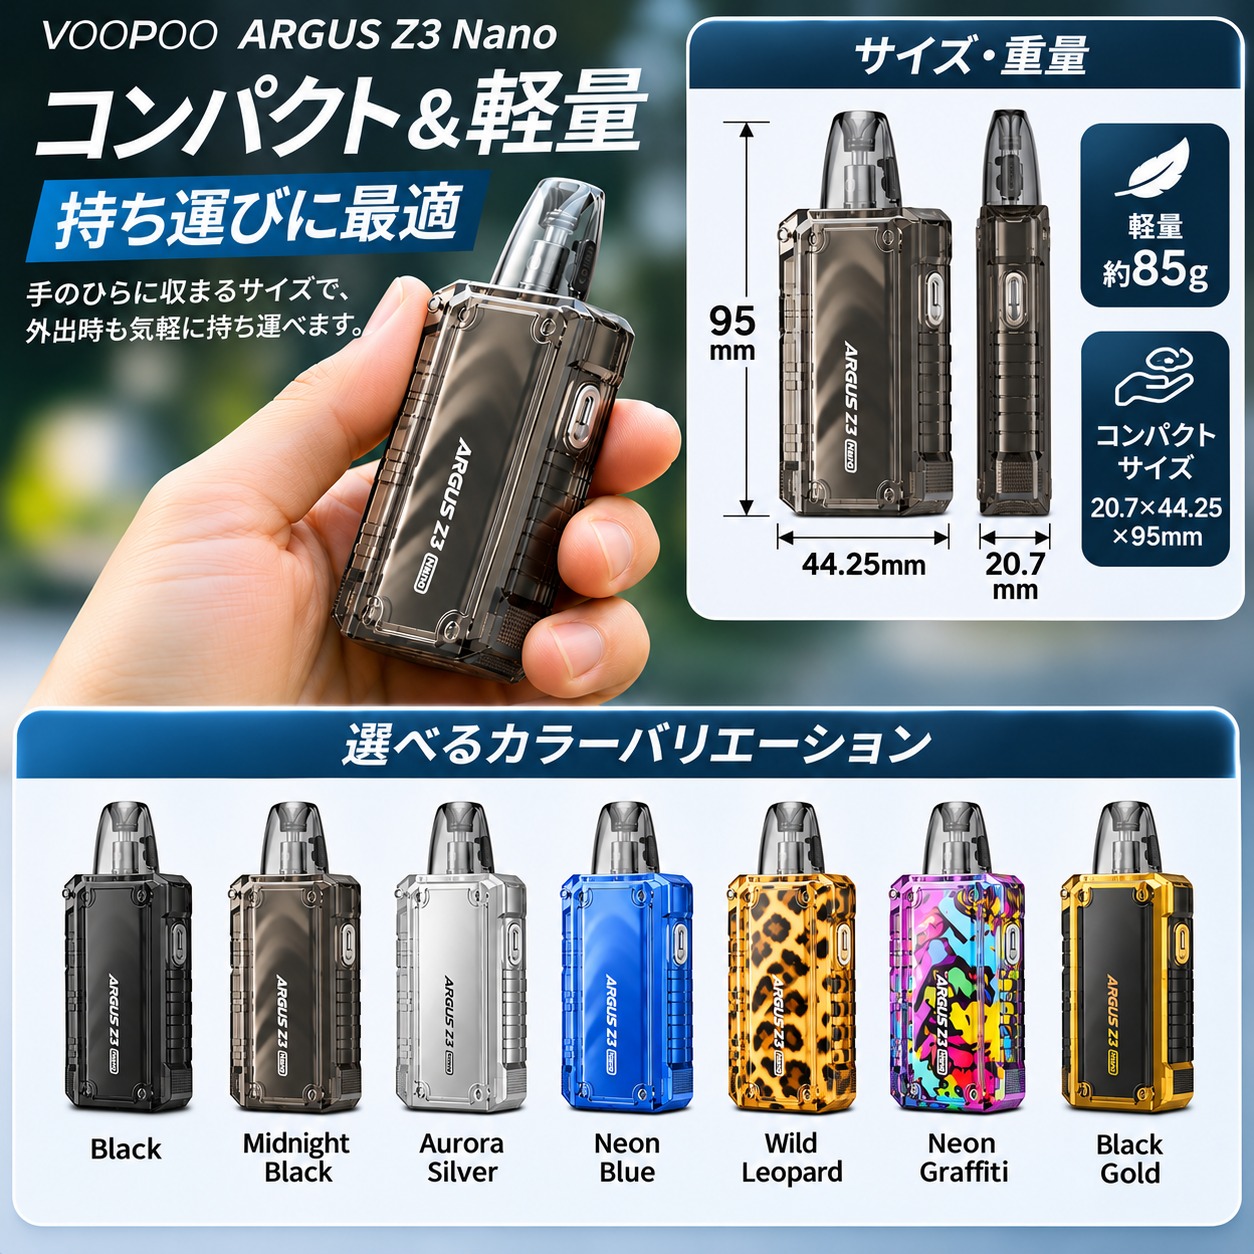 VOOPOO ARGUS Z3 Nano
コンパクト&軽量
持ち運びに最適
手のひらに収まるサイズで、
外出時も気軽に持ち運べます。
ARGUS Z3 Nano
サイズ・重量
95
mm
ARGUS Z3 Nano
44.25mm
20.7
mm
軽量
約85g
コンパクト
サイズ
20.7×44.25
×95mm
選べるカラーバリエーション
ARGUS Z3 Nano
ARGUS Z3 Nano
ARGUS Z3 Nano
ARGUS Z3 Nano
ARGUS Z3 Nano
ARGUS Z3 Nano
ARGUS Z3 Nano
Black
Midnight
Black
Aurora
Silver
Neon
Blue
Wild
Leopard
Neon
Graffiti
Black
Gold